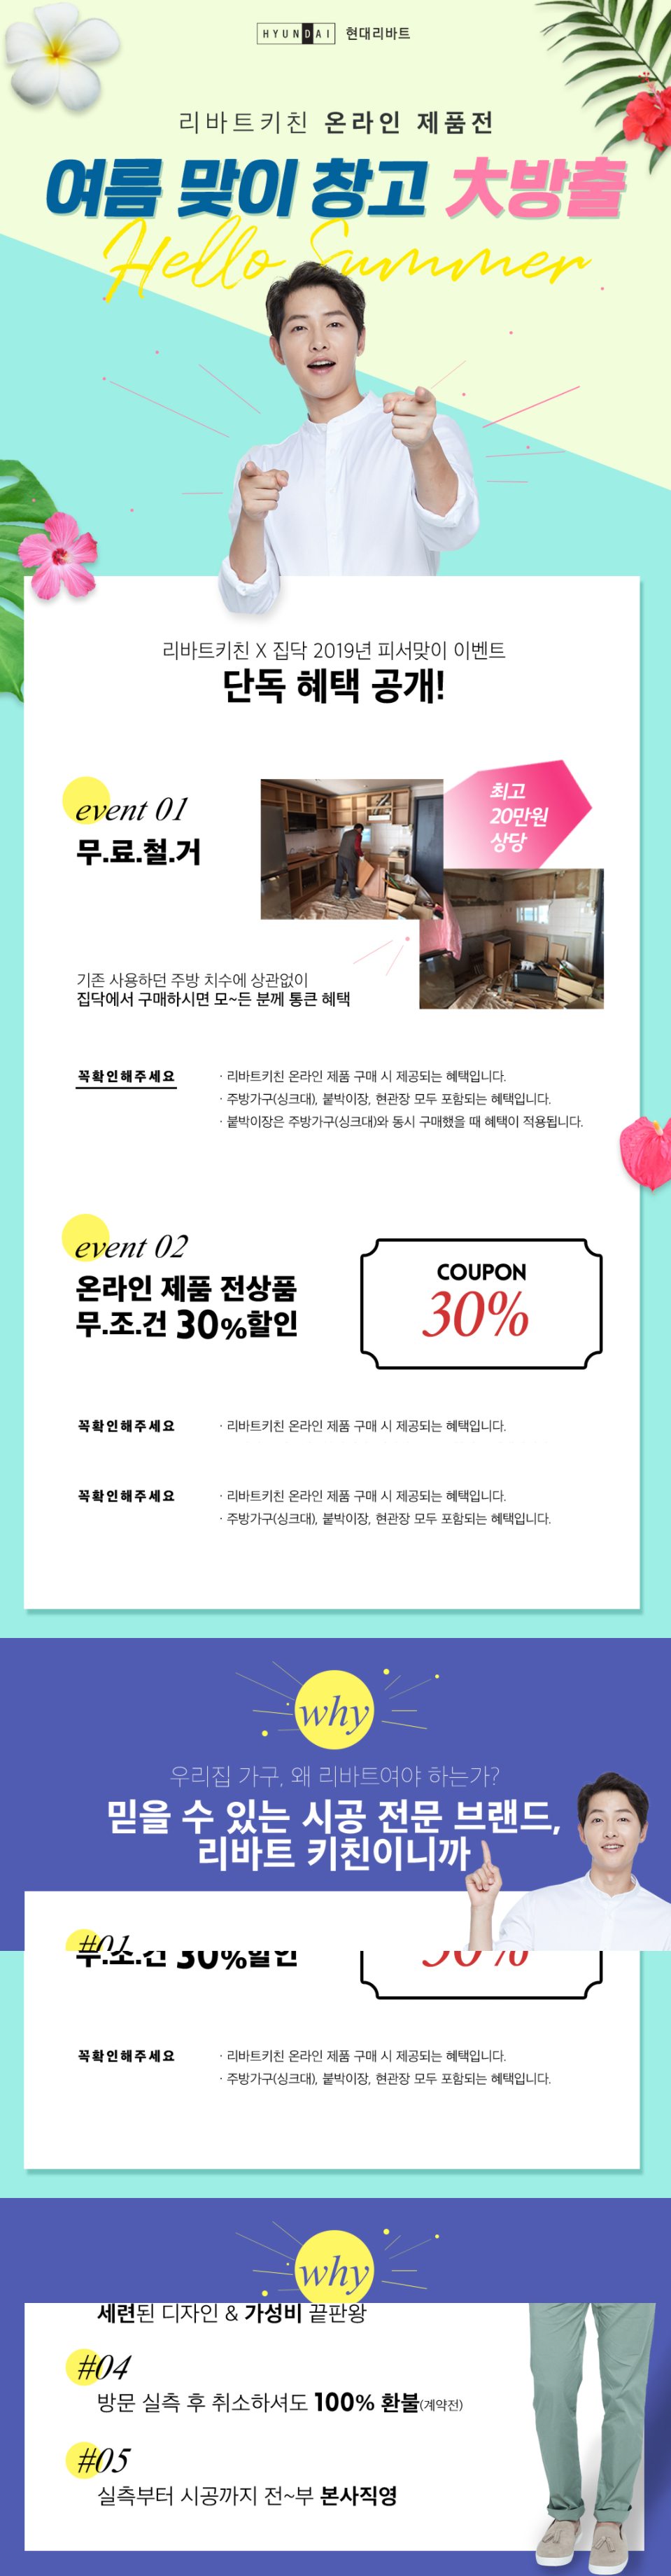 HYUNDAI 현대리바트
리바트키친 온라인 제품전
여름 맞이 창고 大방출
Hello Summer
리바트키친 X 집닥 2019년 피서맞이 이벤트
단독 혜택 공개!
event 01
무.료.철.거
최고
20만원
상당
기존 사용하던 주방 치수에 상관없이
집닥에서 구매하시면 모~든 분께 통큰 혜택
꼭확인해주세요
· 리바트키친 온라인 제품 구매 시 제공되는 혜택입니다.
· 주방가구(싱크대), 붙박이장, 현관장 모두 포함되는 혜택입니다.
· 붙박이장은 주방가구(싱크대)와 동시 구매했을 때 혜택이 적용됩니다.
event 02
온라인 제품 전상품
무.조.건 30%할인
COUPON
30%
꼭확인해주세요
· 리바트키친 온라인 제품 구매 시 제공되는 혜택입니다.
꼭확인해주세요
· 리바트키친 온라인 제품 구매 시 제공되는 혜택입니다.
· 주방가구(싱크대), 붙박이장, 현관장 모두 포함되는 혜택입니다.
why
우리집 가구, 왜 리바트여야 하는가?
믿을 수 있는 시공 전문 브랜드,
리바트 키친이니까
#01
무.조.건 30%할인
30%
꼭확인해주세요
· 리바트키친 온라인 제품 구매 시 제공되는 혜택입니다.
· 주방가구(싱크대), 붙박이장, 현관장 모두 포함되는 혜택입니다.
why
세련된 디자인 & 가성비 끝판왕
#04
방문 실측 후 취소하셔도 100% 환불(계약전)
#05
실측부터 시공까지 전~부 본사직영